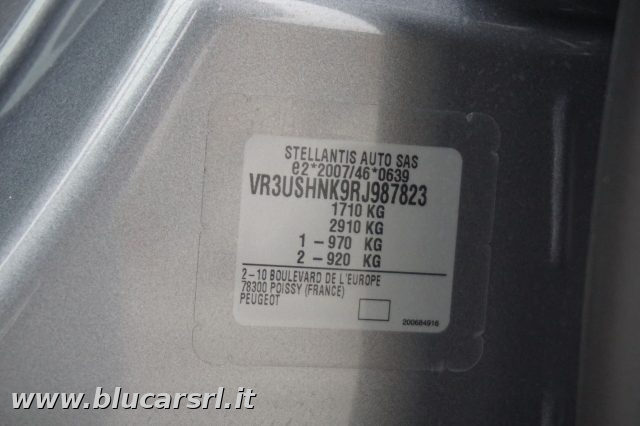 STELLANTIS AUTO SAS
e2*2007/46*0639
VR3USHNK9RJ987823
1710 KG
2910 KG
1 - 970 KG
2 - 920 KG
2-10 BOULEVARD DE L'EUROPE
78300 POISSY (FRANCE)
PEUGEOT
200684916
www.blucarsrl.it